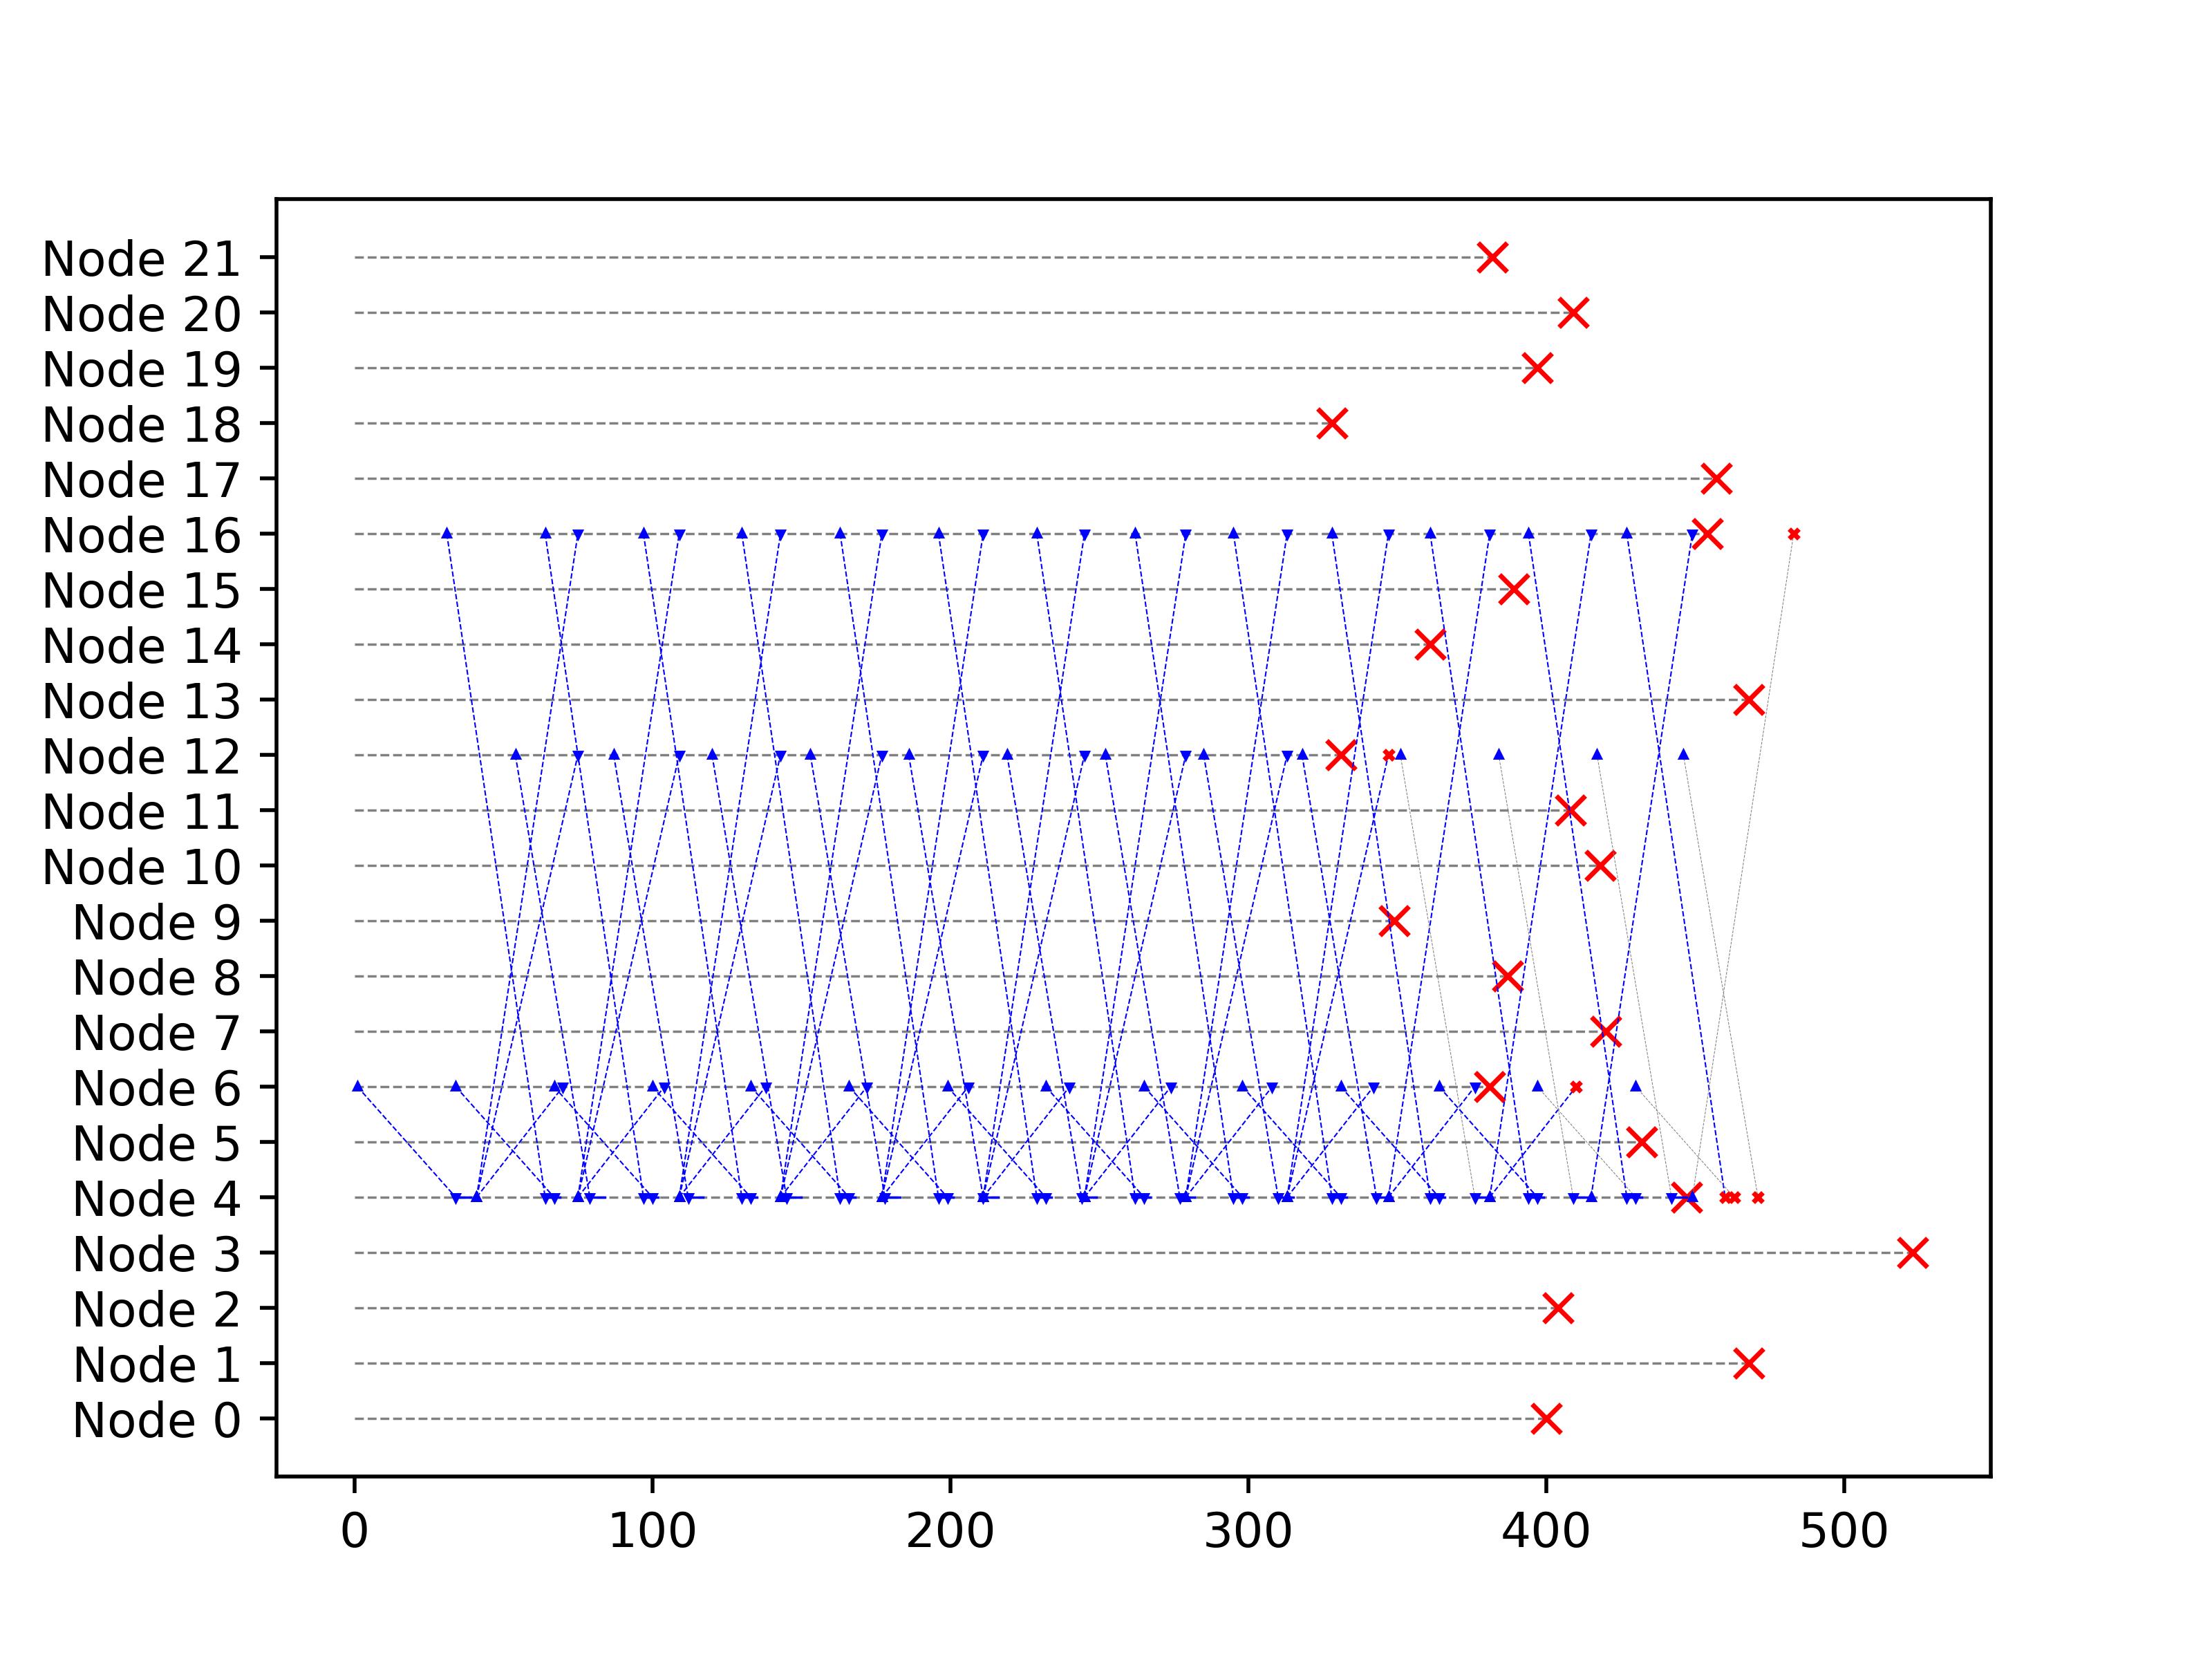 Node 21
Node 20
Node 19
Node 18
Node 17
Node 16
Node 15
Node 14
Node 13
Node 12
Node 11
Node 10
Node 9
Node 8
Node 7
Node 6
Node 5
Node 4
Node 3
Node 2
Node 1
Node 0
0 100 200 300 400 500